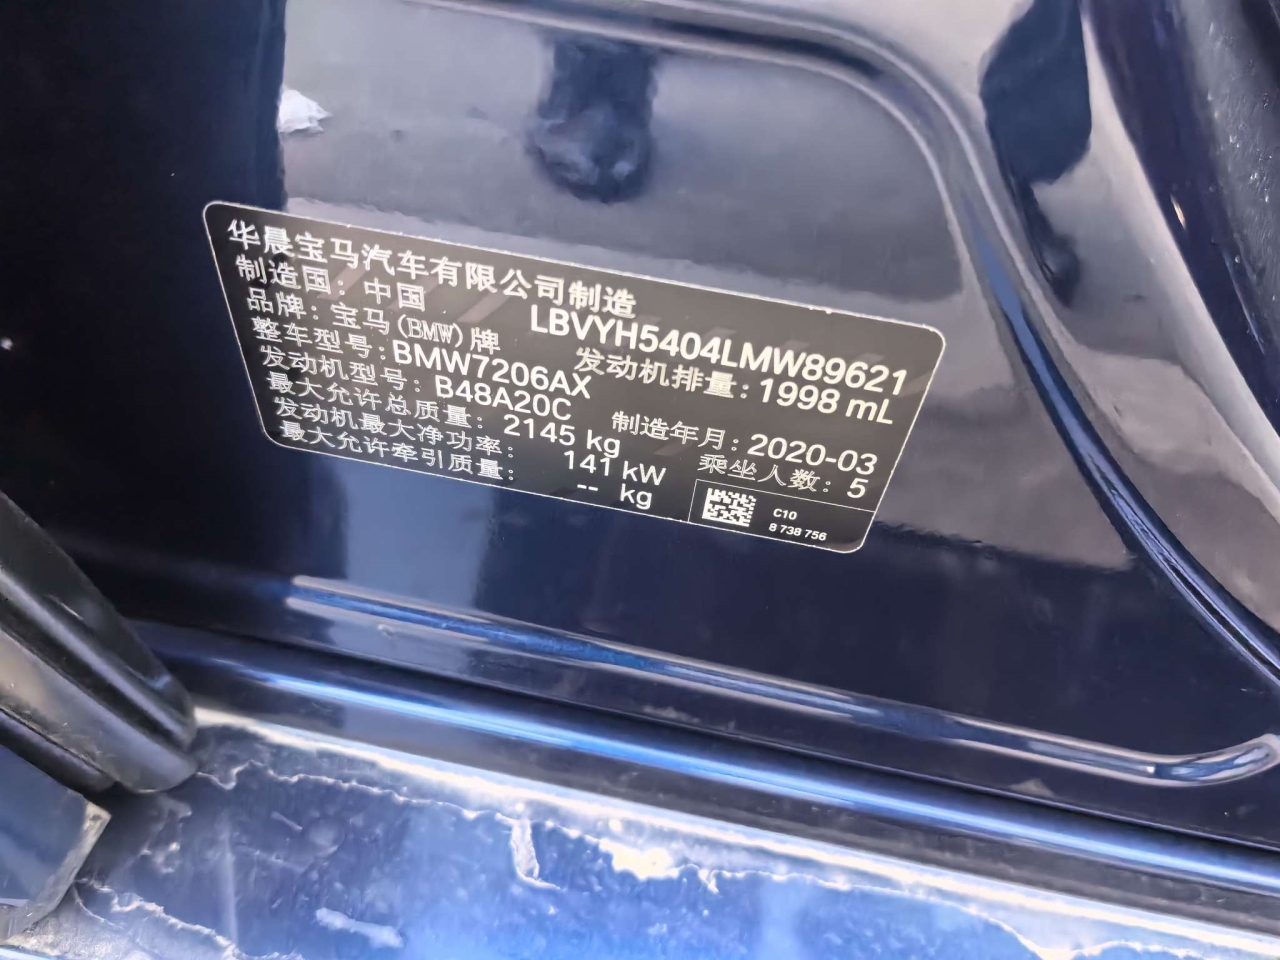 华晨宝马汽车有限公司制造
制造国：中国
LBVYH5404LMW89621
品牌：宝马(BMW)牌
发动机排量：1998 mL
整车型号：BMW7206AX
发动机型号：B48A20C
制造年月：2020-03
最大允许总质量：2145 kg
乘坐人数：5
发动机最大净功率：141 kW
最大允许牵引质量：-- kg
C10
8 738 756